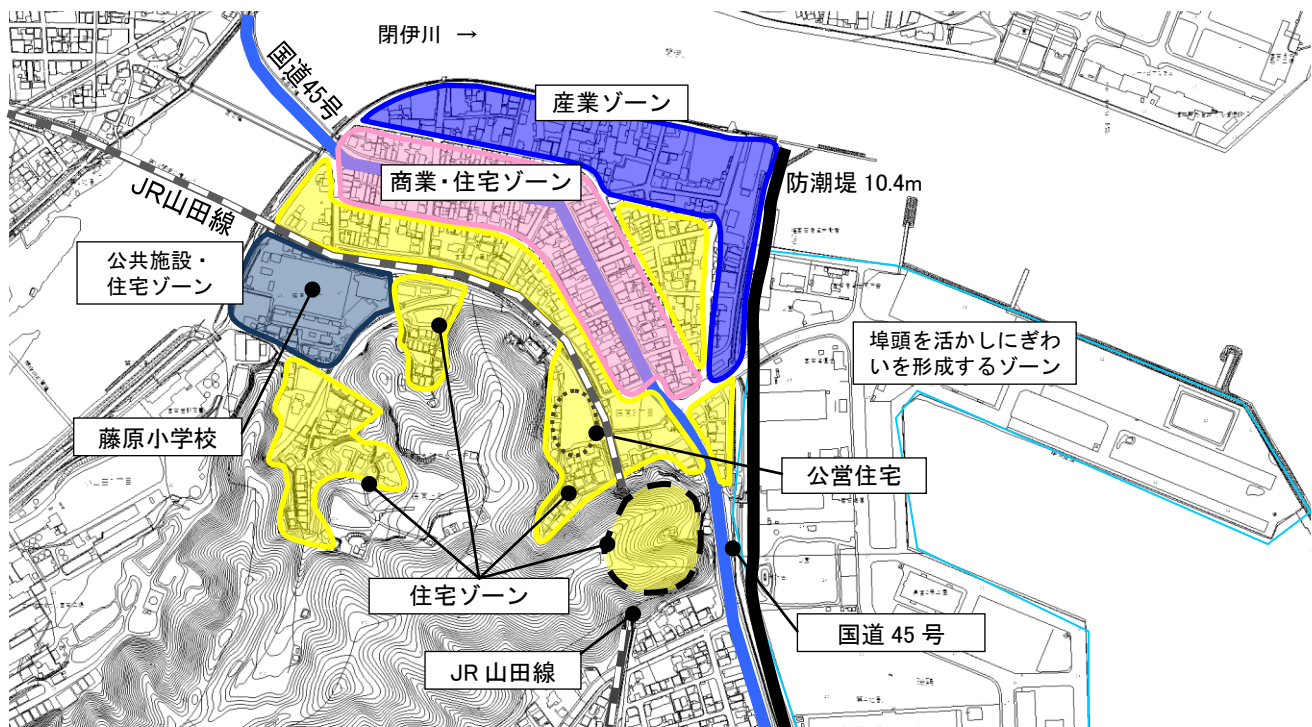 閉伊川 →
国道45号
産業ゾーン
商業・住宅ゾーン
防潮堤 10.4m
JR山田線
公共施設・
住宅ゾーン
埠頭を活かしにぎわ
いを形成するゾーン
藤原小学校
公営住宅
住宅ゾーン
国道 45 号
JR 山田線